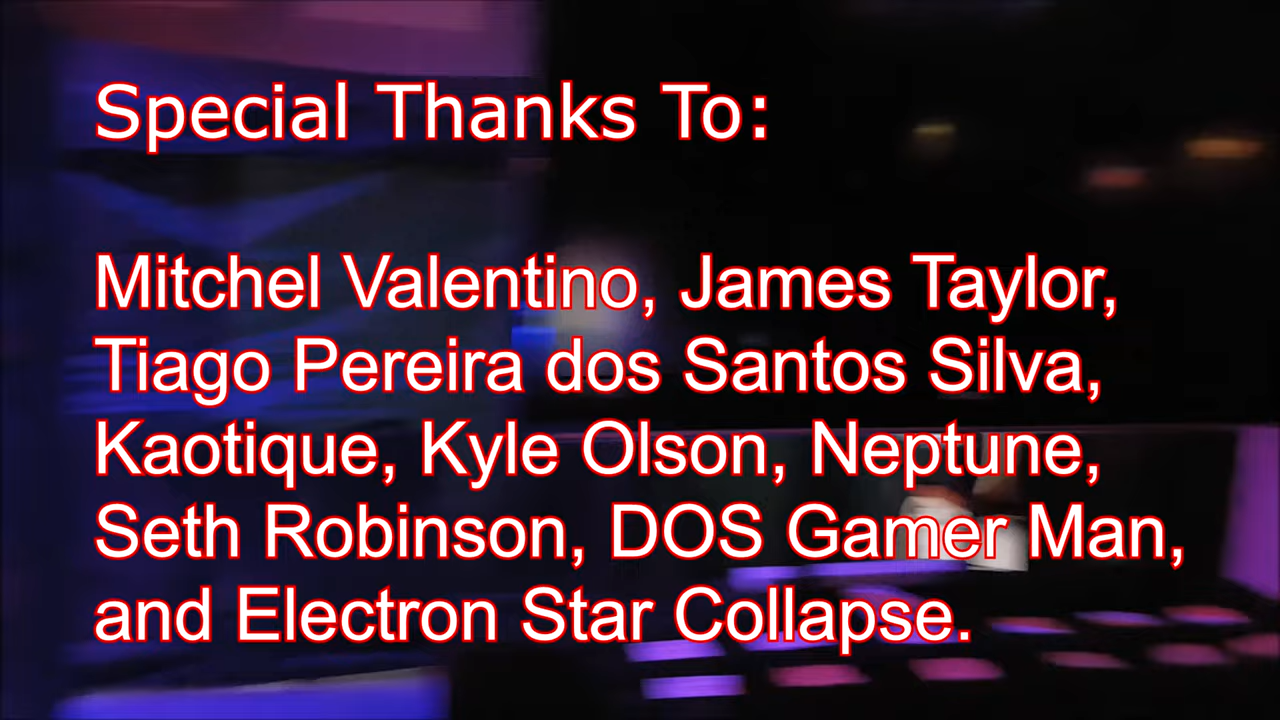 Special Thanks To:
Mitchel Valentino, James Taylor,
Tiago Pereira dos Santos Silva,
Kaotique, Kyle Olson, Neptune,
Seth Robinson, DOS Gamer Man,
and Electron Star Collapse.